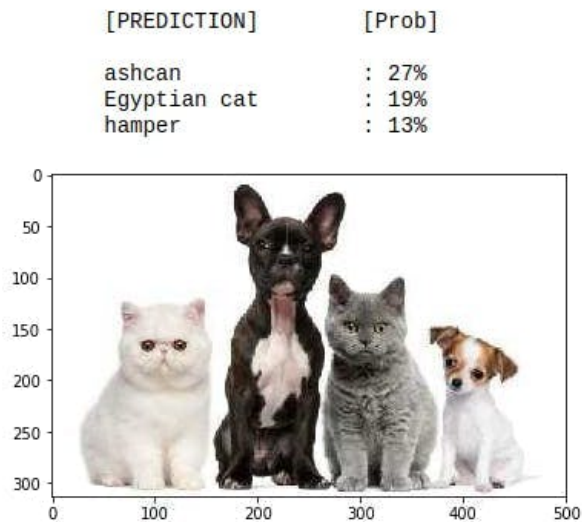 [PREDICTION] [Prob]
ashcan : 27%
Egyptian cat : 19%
hamper : 13%
0
50
100
150
200
250
300
0 100 200 300 400 500